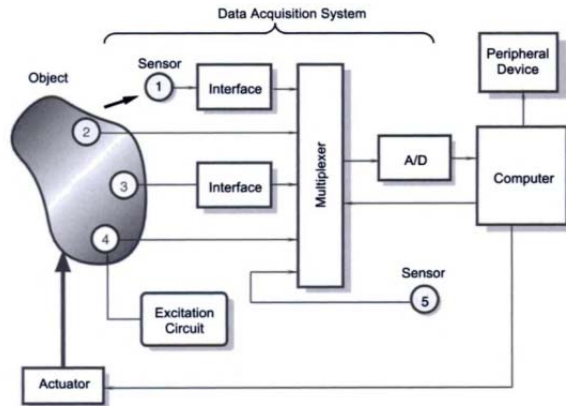 Data Acquisition System
Sensor
Peripheral
Device
Object
1
Interface
2
Multiplexer
A/D
Computer
3
Interface
4
Sensor
5
Excitation
Circuit
Actuator